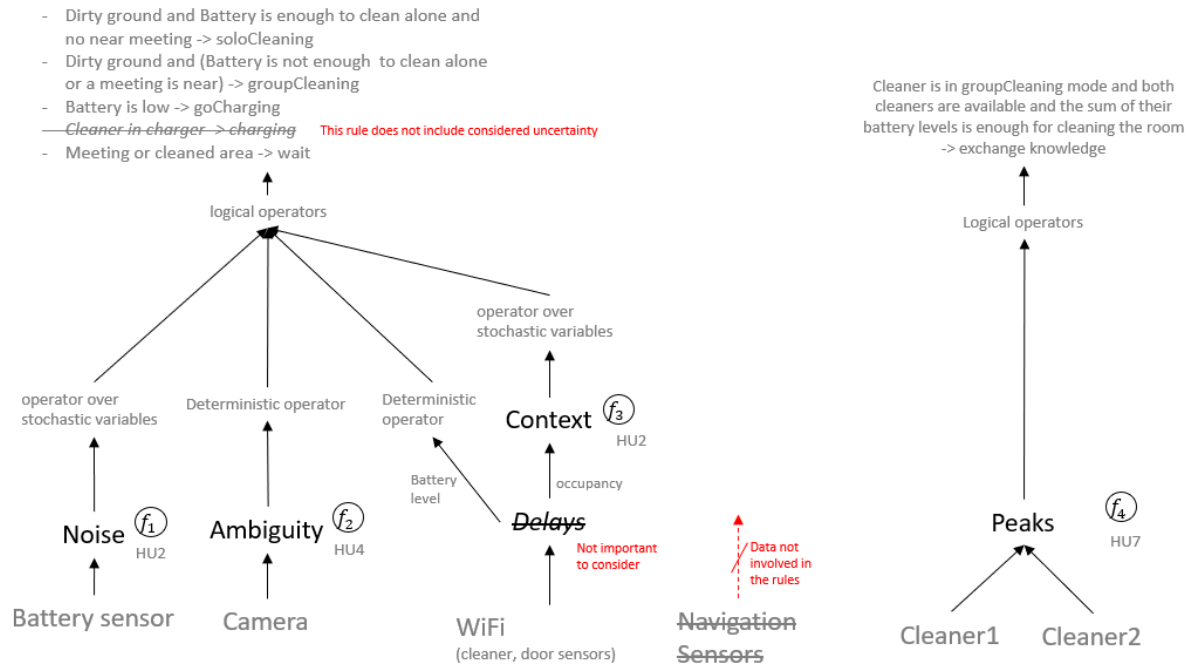 - Dirty ground and Battery is enough to clean alone and
no near meeting -> soloCleaning
- Dirty ground and (Battery is not enough to clean alone
or a meeting is near) -> groupCleaning
- Battery is low -> goCharging
- Cleaner in charger -> charging
This rule does not include considered uncertainty
- Meeting or cleaned area -> wait
logical operators
operator over
stochastic variables
operator over
stochastic variables
Deterministic operator
Deterministic
operator
Context
f3
HU2
Battery
level
occupancy
Noise
f1
HU2
Ambiguity
f2
HU4
Delays
Not important
to consider
Data not
involved in
the rules
Battery sensor
Camera
WiFi
(cleaner, door sensors)
Navigation
Sensors
Cleaner is in groupCleaning mode and both
cleaners are available and the sum of their
battery levels is enough for cleaning the room
-> exchange knowledge
Logical operators
Peaks
f4
HU7
Cleaner1
Cleaner2